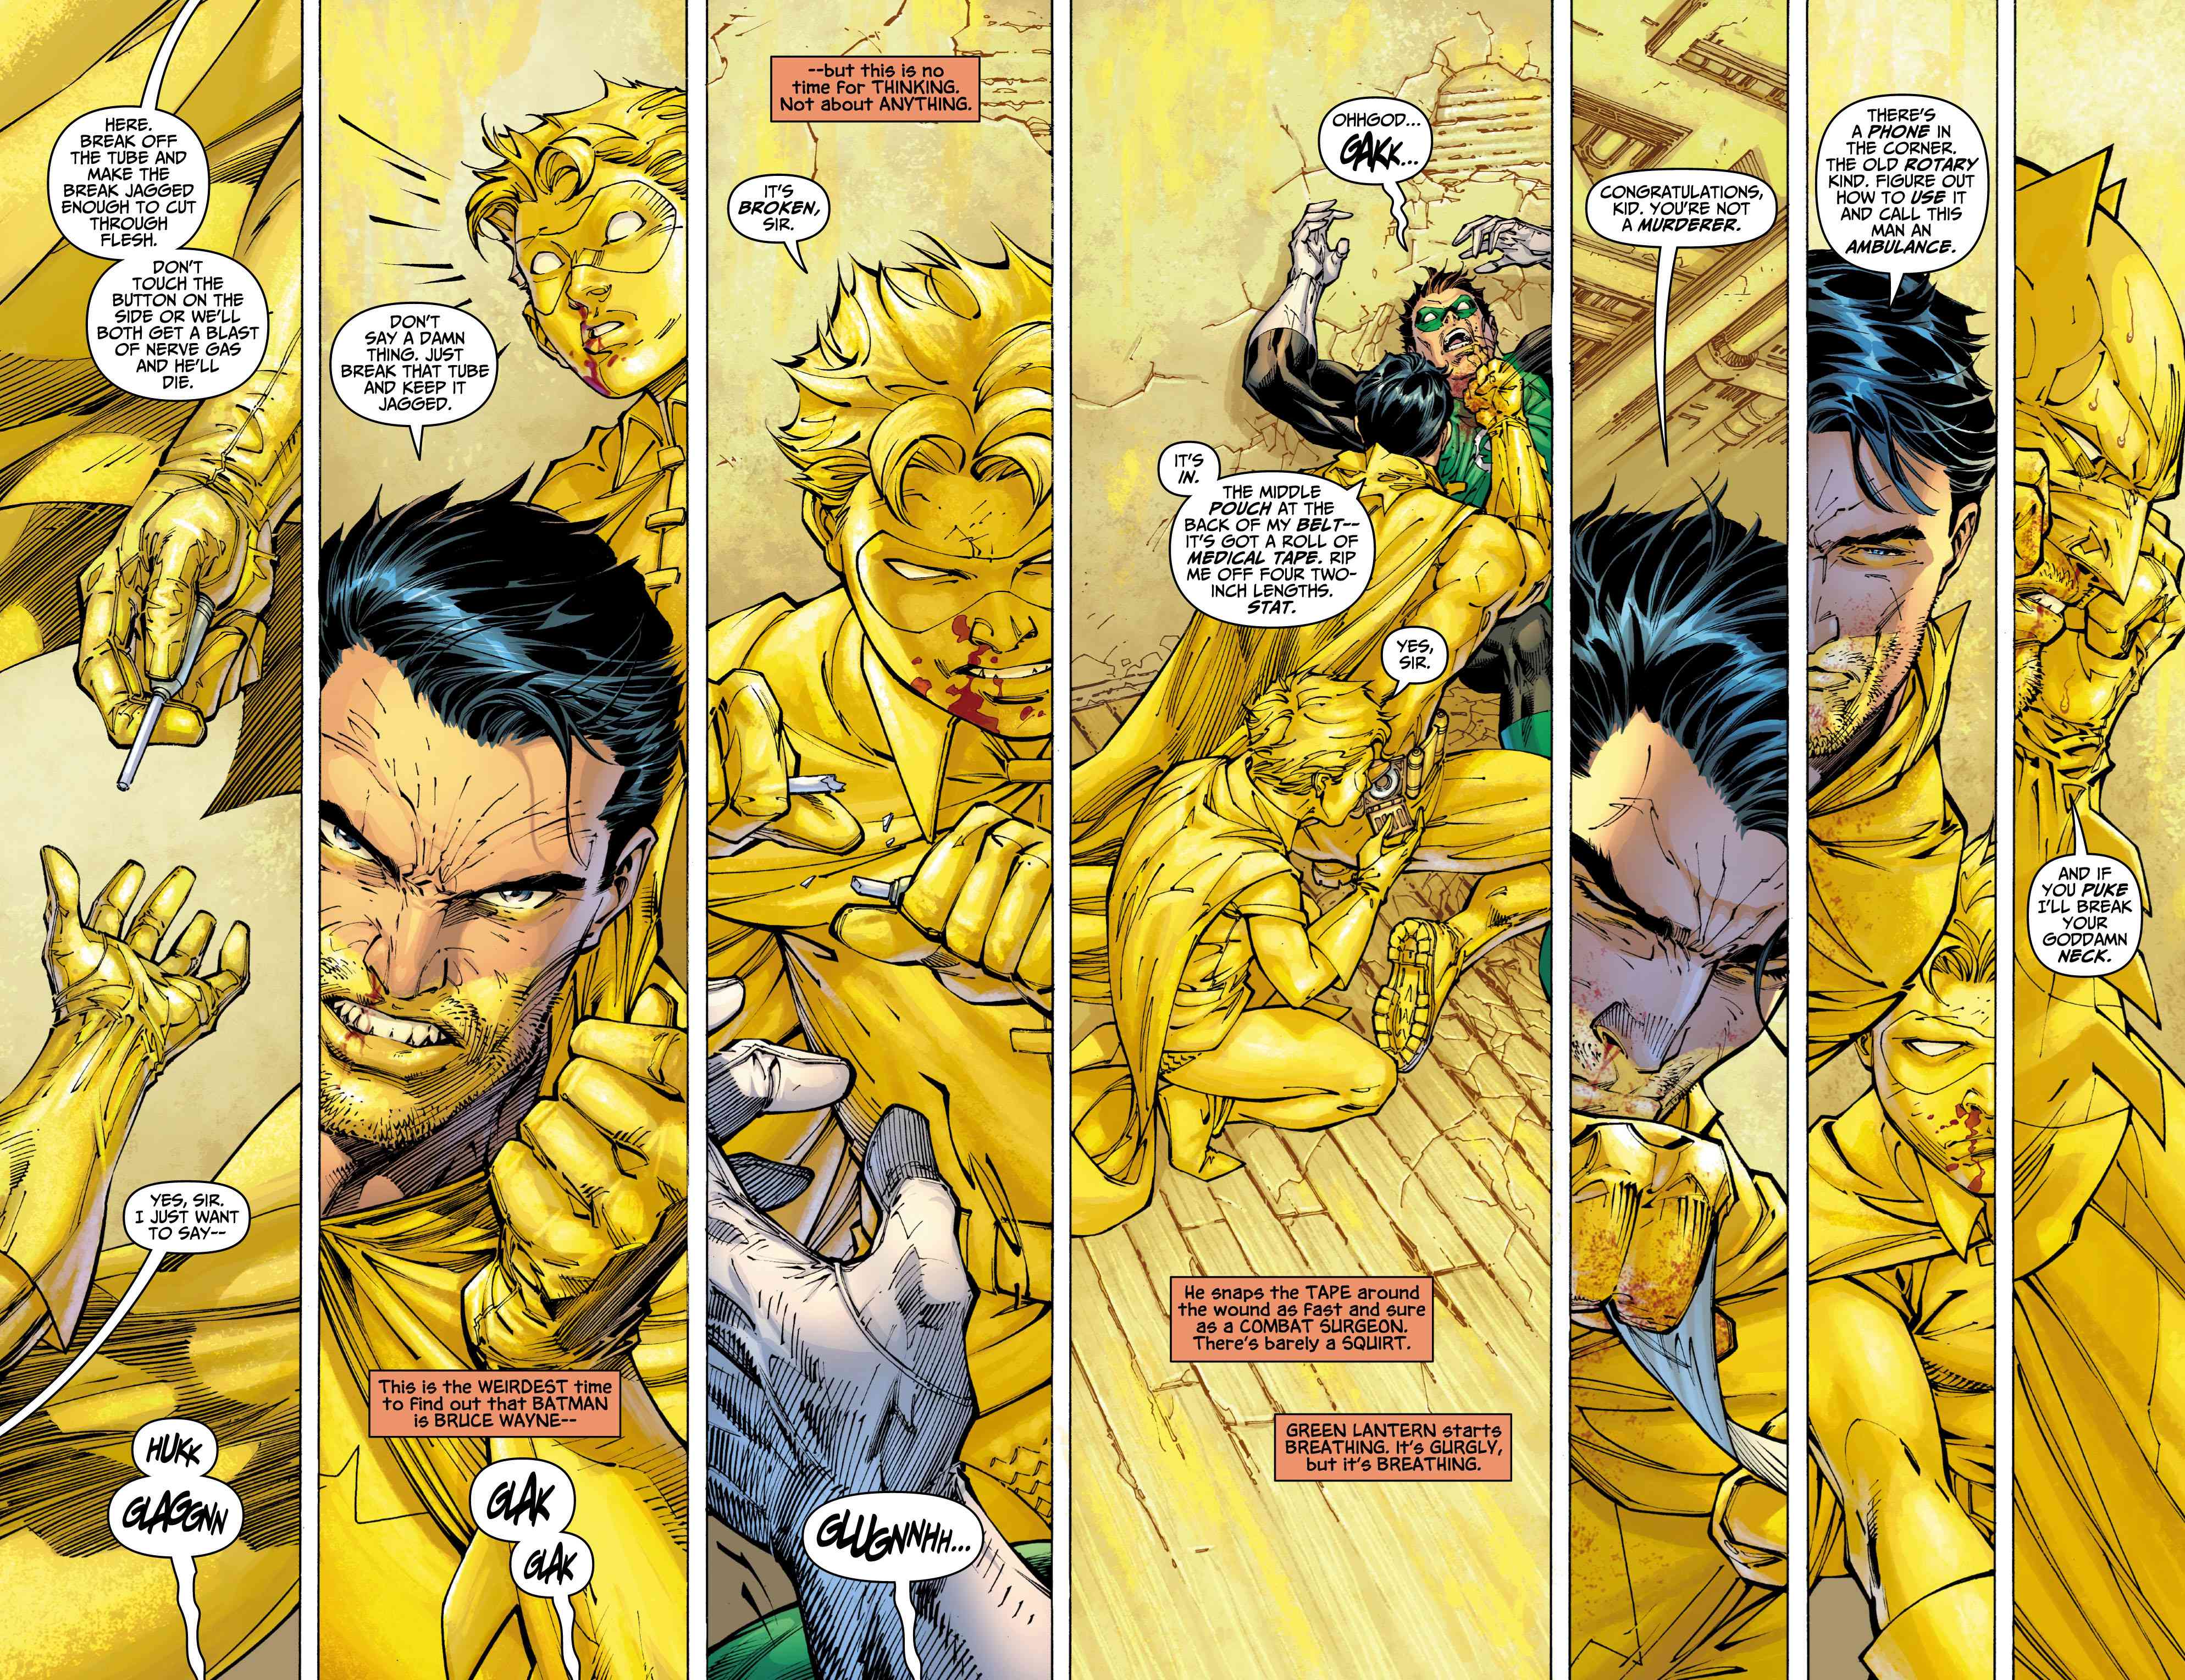 HERE.
BREAK OFF
THE TUBE AND
MAKE THE
BREAK JAGGED
ENOUGH TO CUT
THROUGH
FLESH.
DON'T
TOUCH THE
BUTTON ON THE
SIDE OR WE'LL
BOTH GET A BLAST
OF NERVE GAS
AND HE'LL
DIE.
YES, SIR.
I JUST WANT
TO SAY--
HUKK
GLAGGNN
DON'T
SAY A DAMN
THING. JUST
BREAK THAT TUBE
AND KEEP IT
JAGGED.
This is the WEIRDEST time
to find out that BATMAN
is BRUCE WAYNE--
GLAK
GLAK
--but this is no
time for THINKING.
Not about ANYTHING.
IT'S
BROKEN,
SIR.
GLUGNNHH...
OHHGOD...
GAKK...
IT'S
IN.
THE MIDDLE
POUCH AT THE
BACK OF MY BELT--
IT'S GOT A ROLL OF
MEDICAL TAPE. RIP
ME OFF FOUR TWO-
INCH LENGTHS.
STAT.
YES,
SIR.
He snaps the TAPE around
the wound as fast and sure
as a COMBAT SURGEON.
There's barely a SQUIRT.
GREEN LANTERN starts
BREATHING. It's GURGLY,
but it's BREATHING.
CONGRATULATIONS,
KID. YOU'RE NOT
A MURDERER.
THERE'S
A PHONE IN
THE CORNER.
THE OLD ROTARY
KIND. FIGURE OUT
HOW TO USE IT
AND CALL THIS
MAN AN
AMBULANCE.
AND IF
YOU PUKE
I'LL BREAK
YOUR
GODDAMN
NECK.